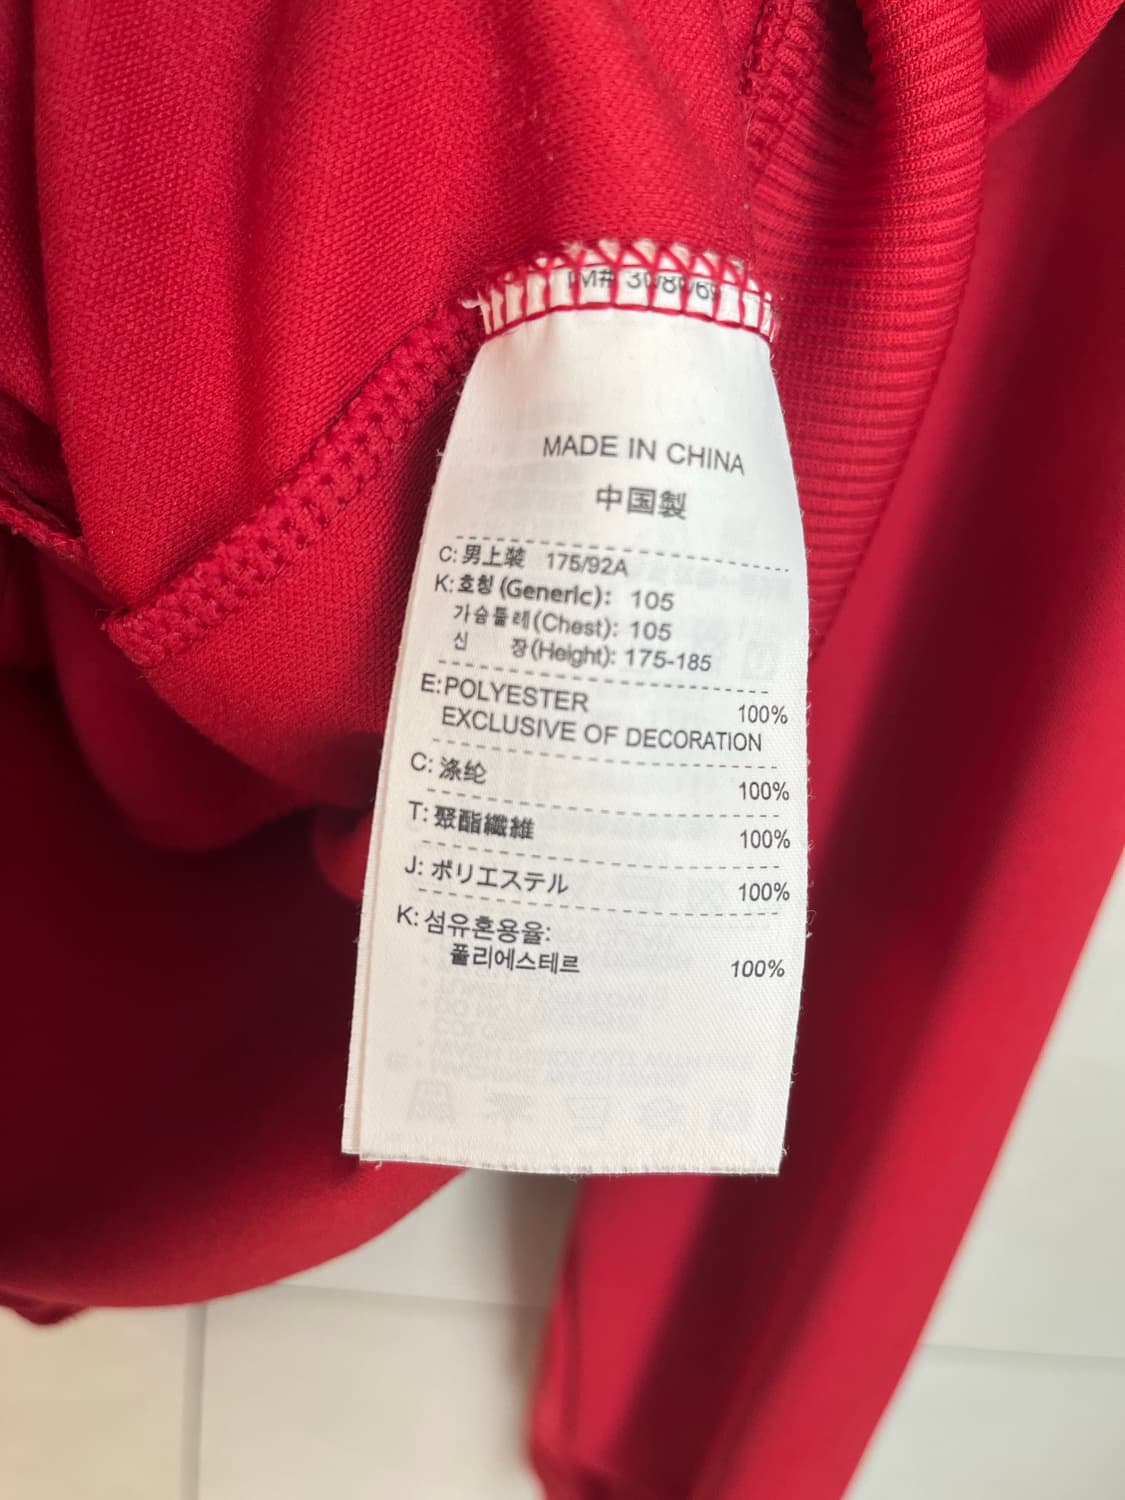 MADE IN CHINA
中国製
C: 男上装 175/92A
K: 호칭 (Generic): 105
가슴둘레(Chest): 105
신 장(Height): 175-185
E: POLYESTER 100%
EXCLUSIVE OF DECORATION
C: 涤纶 100%
T: 聚酯纖維 100%
J: ポリエステル 100%
K: 섬유혼용율:
폴리에스테르 100%